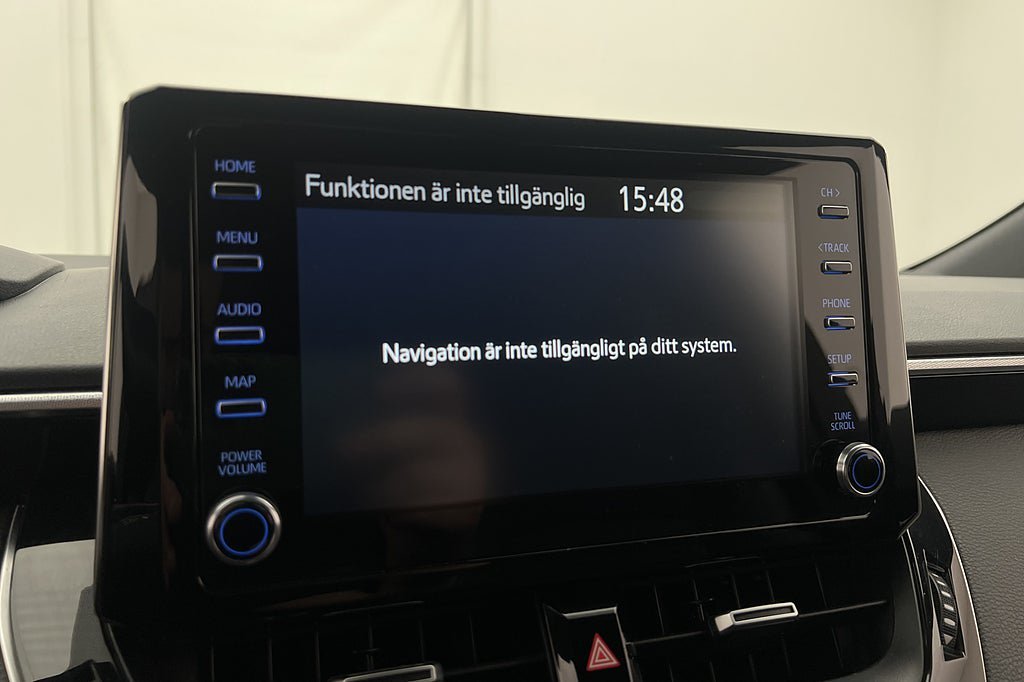 HOME
Funktionen är inte tillgänglig 15:48
CH >
MENU
< TRACK
AUDIO
PHONE
Navigation är inte tillgängligt på ditt system.
MAP
SETUP
TUNE
SCROLL
POWER
VOLUME